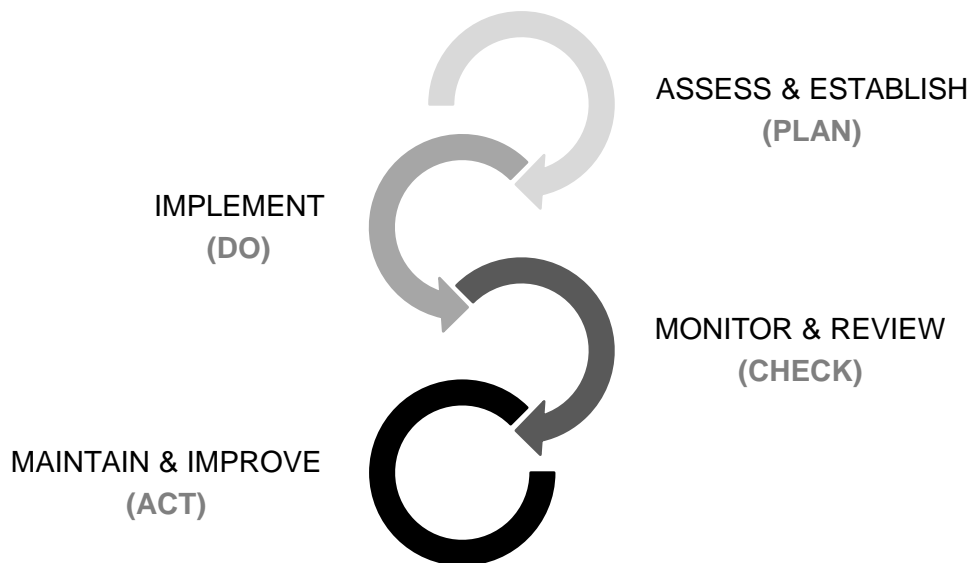 ASSESS & ESTABLISH
(PLAN)
IMPLEMENT
(DO)
MONITOR & REVIEW
(CHECK)
MAINTAIN & IMPROVE
(ACT)